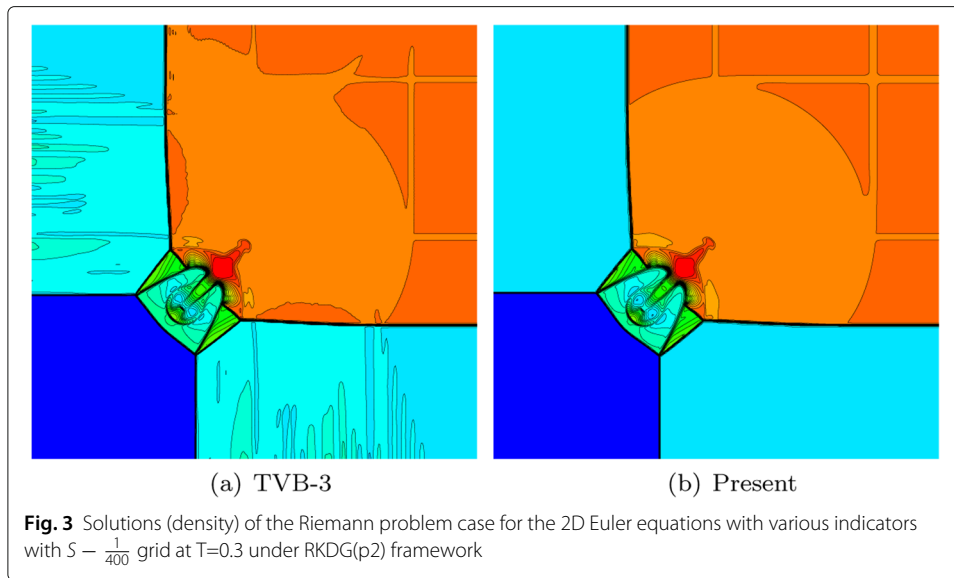 (a) TVB-3
(b) Present
Fig. 3 Solutions (density) of the Riemann problem case for the 2D Euler equations with various indicators
with S − 1/400 grid at T=0.3 under RKDG(p2) framework